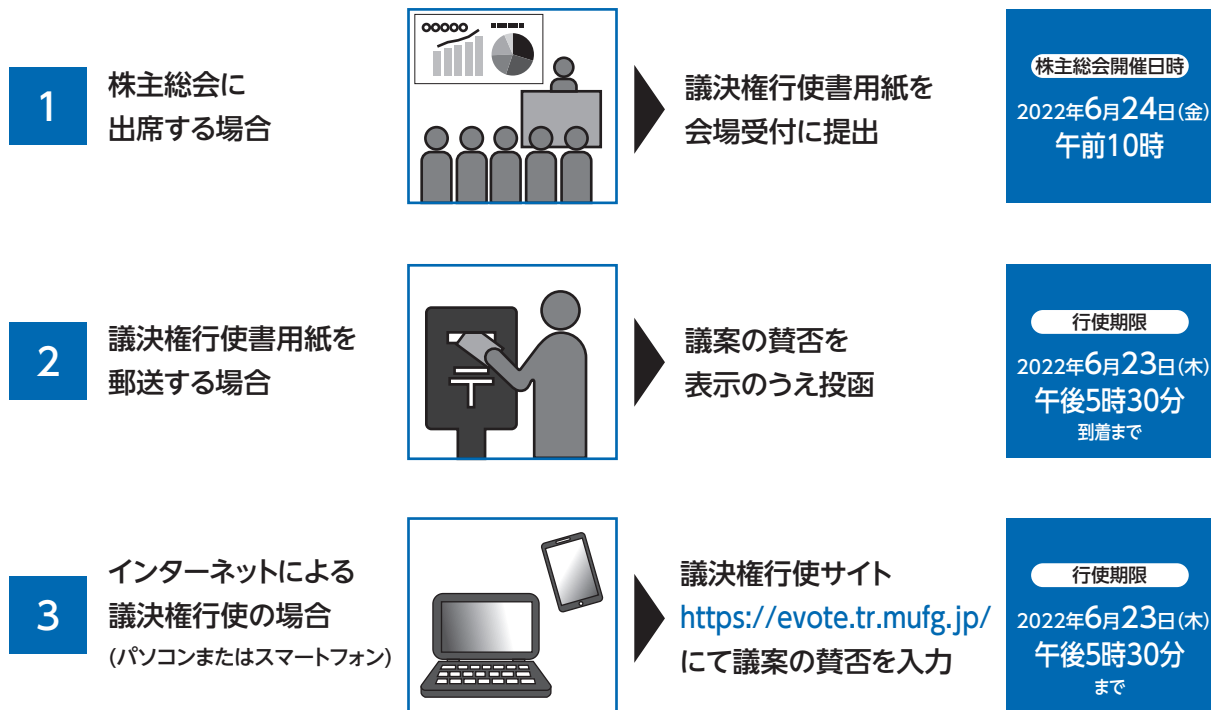 1
株主総会に
出席する場合
議決権行使書用紙を
会場受付に提出
株主総会開催日時
2022年6月24日(金)
午前10時
2
議決権行使書用紙を
郵送する場合
〒
議案の賛否を
表示のうえ投函
行使期限
2022年6月23日(木)
午後5時30分
到着まで
3
インターネットによる
議決権行使の場合
(パソコンまたはスマートフォン)
議決権行使サイト
https://evote.tr.mufg.jp/
にて議案の賛否を入力
行使期限
2022年6月23日(木)
午後5時30分
まで